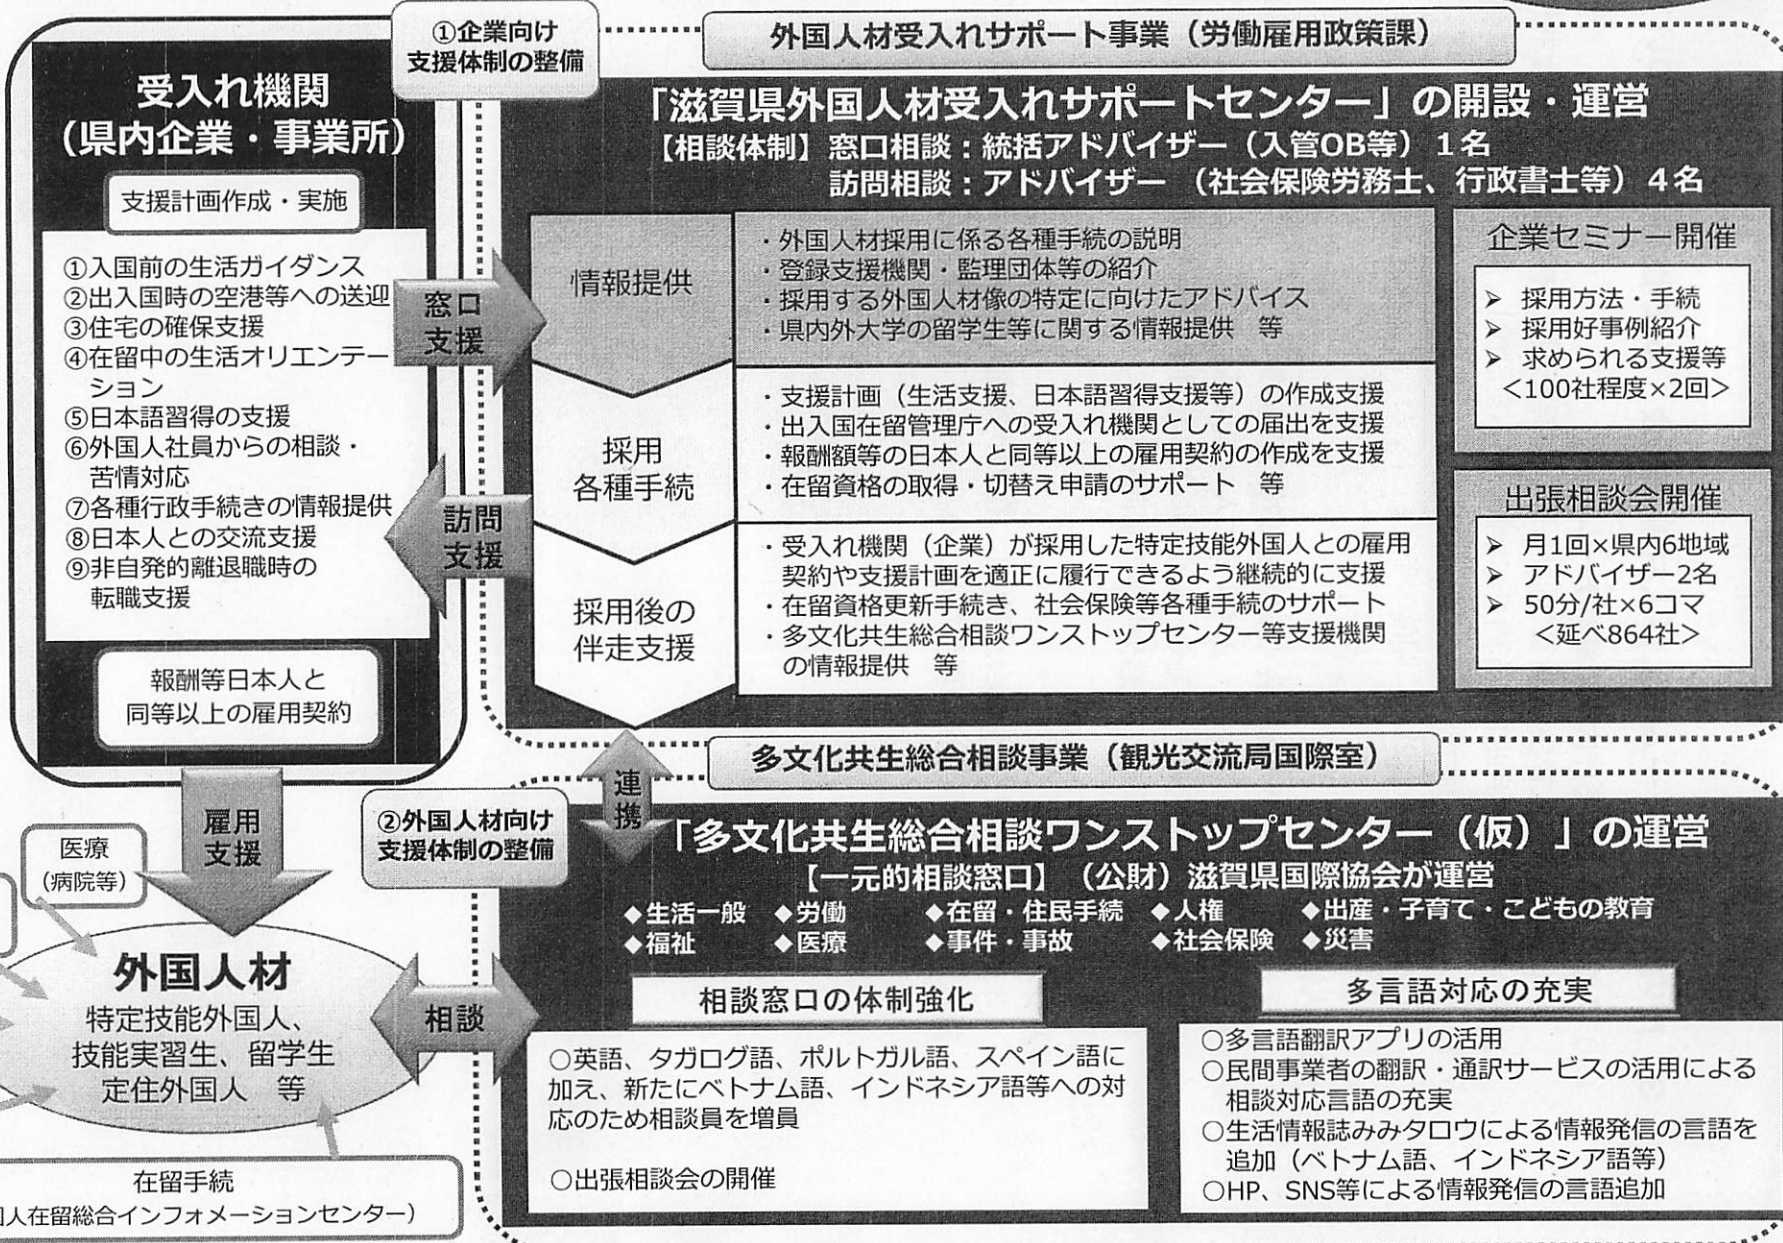 ①企業向け
支援体制の整備
外国人材受入れサポート事業（労働雇用政策課）
受入れ機関
（県内企業・事業所）
支援計画作成・実施
①入国前の生活ガイダンス
②出入国時の空港等への送迎
③住宅の確保支援
④在留中の生活オリエンテー
ション
⑤日本語習得の支援
⑥外国人社員からの相談・
苦情対応
⑦各種行政手続きの情報提供
⑧日本人との交流支援
⑨非自発的離退職時の
転職支援
報酬等日本人と
同等以上の雇用契約
窓口
支援
訪問
支援
「滋賀県外国人材受入れサポートセンター」の開設・運営
【相談体制】窓口相談：統括アドバイザー（入管OB等）１名
訪問相談：アドバイザー （社会保険労務士、行政書士等）４名
情報提供
・外国人材採用に係る各種手続の説明
・登録支援機関・監理団体等の紹介
・採用する外国人材像の特定に向けたアドバイス
・県内外大学の留学生等に関する情報提供　等
採用
各種手続
・支援計画（生活支援、日本語習得支援等）の作成支援
・出入国在留管理庁への受入れ機関としての届出を支援
・報酬額等の日本人と同等以上の雇用契約の作成を支援
・在留資格の取得・切替え申請のサポート　等
採用後の
伴走支援
・受入れ機関（企業）が採用した特定技能外国人との雇用
契約や支援計画を適正に履行できるよう継続的に支援
・在留資格更新手続き、社会保険等各種手続のサポート
・多文化共生総合相談ワンストップセンター等支援機関
の情報提供　等
企業セミナー開催
➢ 採用方法・手続
➢ 採用好事例紹介
➢ 求められる支援等
＜100社程度×2回＞
出張相談会開催
➢ 月1回×県内6地域
➢ アドバイザー2名
➢ 50分/社×6コマ
＜延べ864社＞
連携
多文化共生総合相談事業（観光交流局国際室）
雇用
支援
②外国人材向け
支援体制の整備
「多文化共生総合相談ワンストップセンター（仮）」の運営
【一元的相談窓口】（公財）滋賀県国際協会が運営
◆生活一般 ◆労働 ◆在留・住民手続 ◆人権 ◆出産・子育て・こどもの教育
◆福祉 ◆医療 ◆事件・事故 ◆社会保険 ◆災害
医療
（病院等）
外国人材
特定技能外国人、
技能実習生、留学生
定住外国人　等
相談
相談窓口の体制強化
○英語、タガログ語、ポルトガル語、スペイン語に
加え、新たにベトナム語、インドネシア語等への対
応のため相談員を増員
○出張相談会の開催
多言語対応の充実
○多言語翻訳アプリの活用
○民間事業者の翻訳・通訳サービスの活用による
相談対応言語の充実
○生活情報誌みみタロウによる情報発信の言語を
追加（ベトナム語、インドネシア語等）
○HP、SNS等による情報発信の言語追加
在留手続
人在留総合インフォメーションセンター）